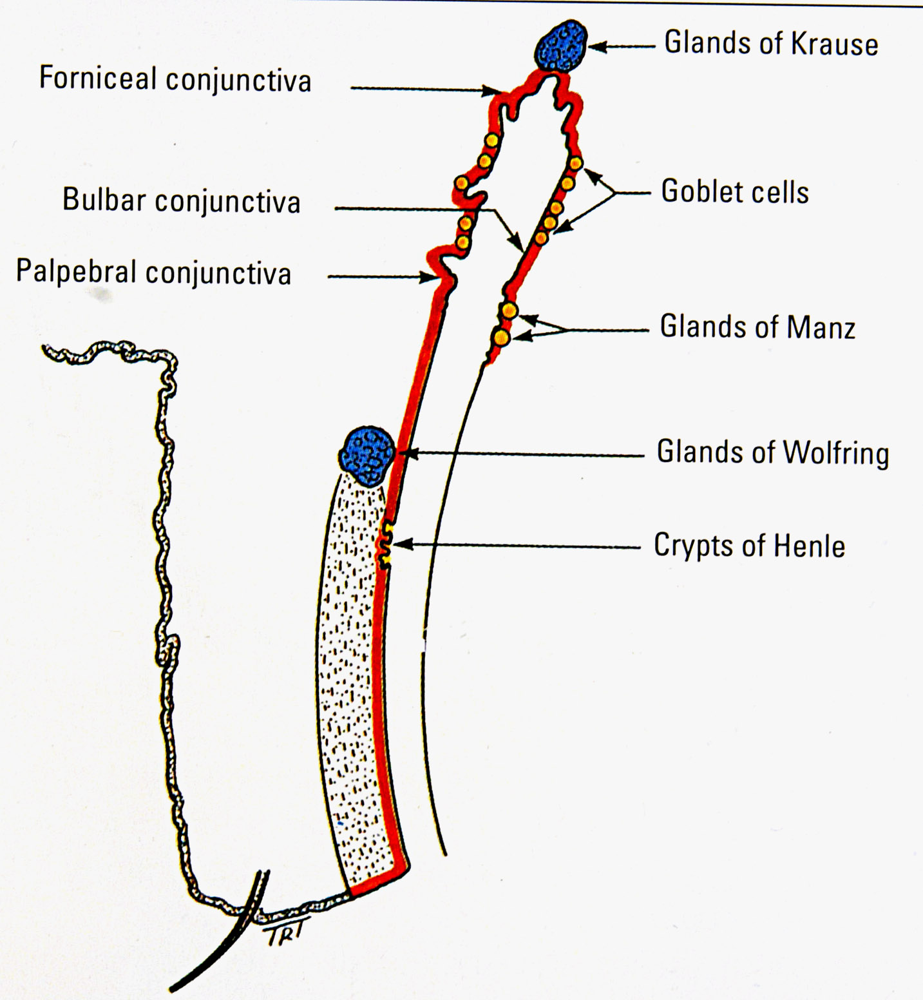 Glands of Krause
Forniceal conjunctiva
Goblet cells
Bulbar conjunctiva
Palpebral conjunctiva
Glands of Manz
Glands of Wolfring
Crypts of Henle
TRT